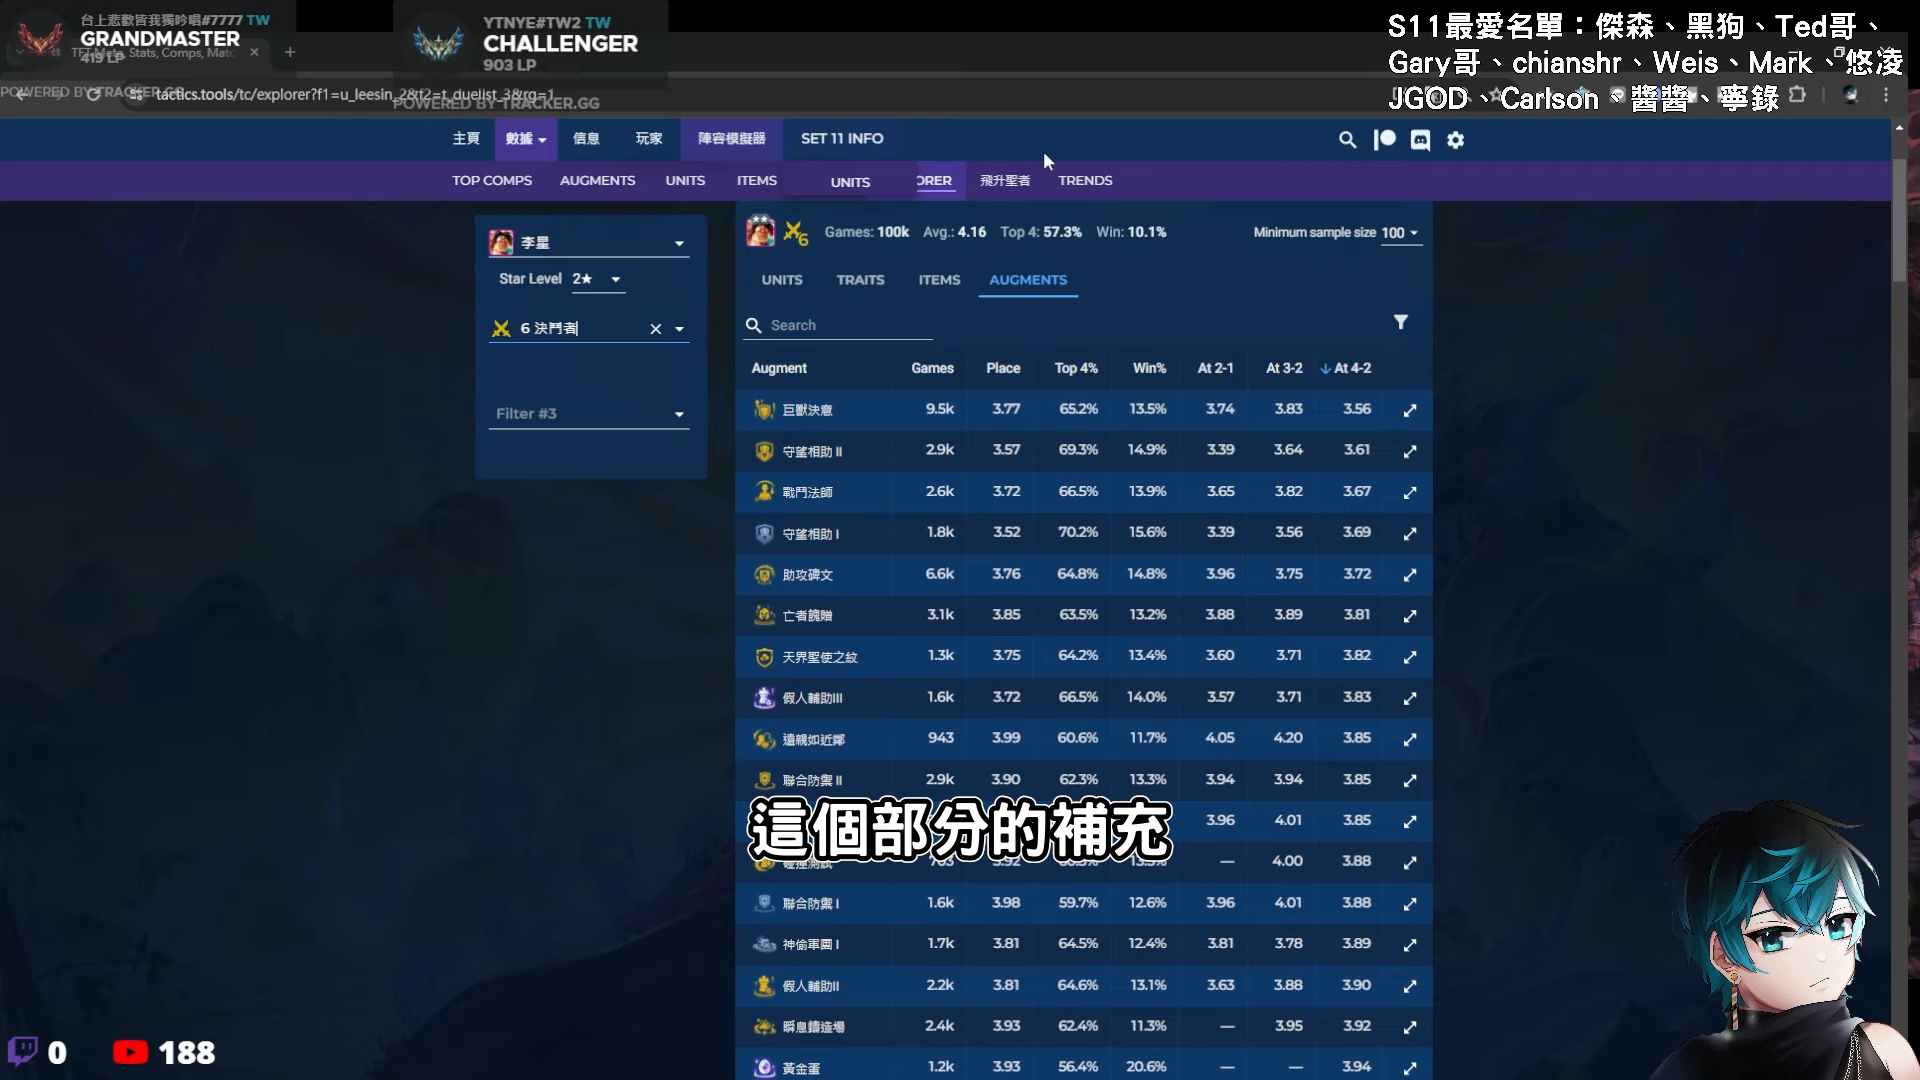 台上悲歡皆我獨吟唱#7777 TW
GRANDMASTER
419 LP
POWERED BY TRACKER.GG
YTNYE#TW2 TW
CHALLENGER
903 LP
POWERED BY TRACKER.GG
S11最愛名單：傑森、黑狗、Ted哥、
Gary哥、chianshr、Weis、Mark、悠凌
JGOD、Carlson、醬醬、寧錄
tactics.tools/tc/explorer?f1=u_leesin_2&f2=t_duelist_3&rg=1
主頁 數據 信息 玩家 陣容模擬器 SET 11 INFO
TOP COMPS AUGMENTS UNITS ITEMS UNITS ORER 飛升聖者 TRENDS
李星
Star Level 2★
6 決鬥者
Filter #3
6 Games: 100k Avg.: 4.16 Top 4: 57.3% Win: 10.1% Minimum sample size 100
UNITS TRAITS ITEMS AUGMENTS
Search
Augment Games Place Top 4% Win% At 2-1 At 3-2 At 4-2
巨獸決意 9.5k 3.77 65.2% 13.5% 3.74 3.83 3.56
守望相助 II 2.9k 3.57 69.3% 14.9% 3.39 3.64 3.61
戰鬥法師 2.6k 3.72 66.5% 13.9% 3.65 3.82 3.67
守望相助 I 1.8k 3.52 70.2% 15.6% 3.39 3.56 3.69
助攻碑文 6.6k 3.76 64.8% 14.8% 3.96 3.75 3.72
亡者餽贈 3.1k 3.85 63.5% 13.2% 3.88 3.89 3.81
天界聖使之紋 1.3k 3.75 64.2% 13.4% 3.60 3.71 3.82
假人輔助III 1.6k 3.72 66.5% 14.0% 3.57 3.71 3.83
遠親如近鄰 943 3.99 60.6% 11.7% 4.05 4.20 3.85
聯合防禦 II 2.9k 3.90 62.3% 13.3% 3.94 3.94 3.85
3.96 4.01 3.85
— 4.00 3.88
這個部分的補充
聯合防禦 I 1.6k 3.98 59.7% 12.6% 3.96 4.01 3.88
神偷軍團 I 1.7k 3.81 64.5% 12.4% 3.81 3.78 3.89
假人輔助II 2.2k 3.81 64.6% 13.1% 3.63 3.88 3.90
瞬息鑄造場 2.4k 3.93 62.4% 11.3% — 3.95 3.92
黃金蛋 1.2k 3.93 56.4% 20.6% — — 3.94
0 188